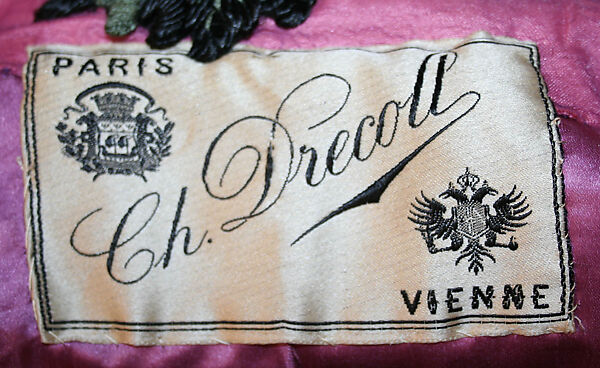 PARIS
Ch. Drecoll
VIENNE